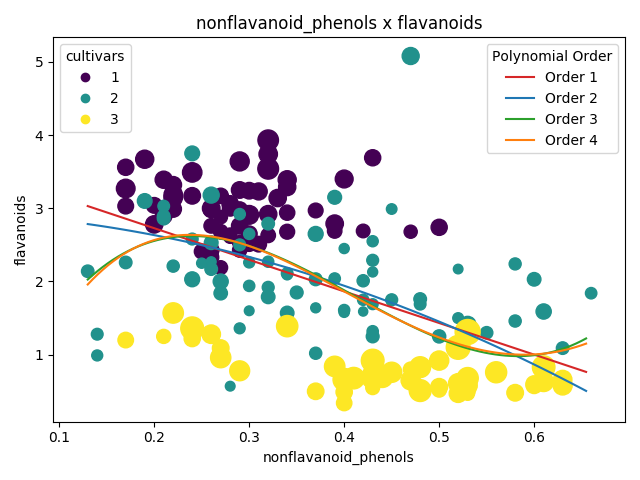 nonflavanoid_phenols x flavanoids
cultivars
1
2
3
Polynomial Order
Order 1
Order 2
Order 3
Order 4
flavanoids
5
4
3
2
1
0.1 0.2 0.3 0.4 0.5 0.6
nonflavanoid_phenols